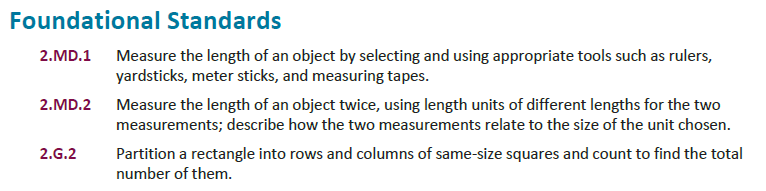 Foundational Standards
2.MD.1 Measure the length of an object by selecting and using appropriate tools such as rulers,
yardsticks, meter sticks, and measuring tapes.
2.MD.2 Measure the length of an object twice, using length units of different lengths for the two
measurements; describe how the two measurements relate to the size of the unit chosen.
2.G.2 Partition a rectangle into rows and columns of same-size squares and count to find the total
number of them.